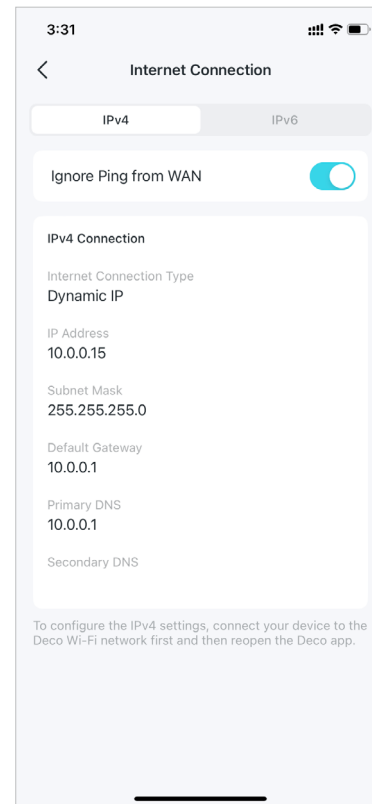 3:31
Internet Connection
IPv4
IPv6
Ignore Ping from WAN
IPv4 Connection
Internet Connection Type
Dynamic IP
IP Address
10.0.0.15
Subnet Mask
255.255.255.0
Default Gateway
10.0.0.1
Primary DNS
10.0.0.1
Secondary DNS
To configure the IPv4 settings, connect your device to the
Deco Wi-Fi network first and then reopen the Deco app.